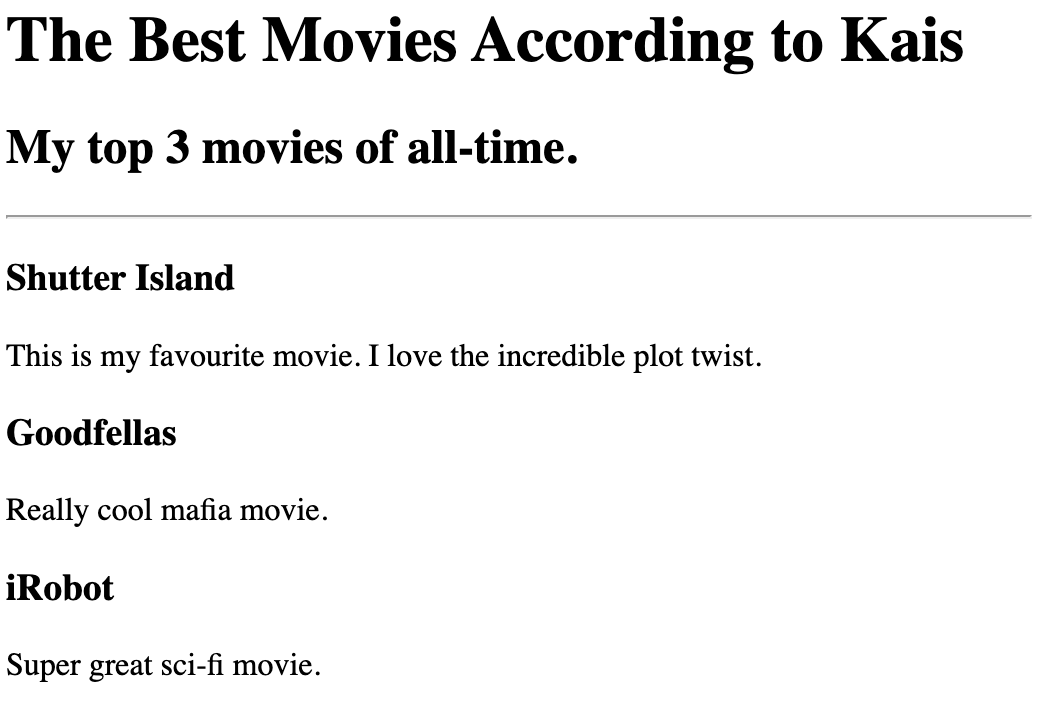 The Best Movies According to Kais
My top 3 movies of all-time.
Shutter Island
This is my favourite movie. I love the incredible plot twist.
Goodfellas
Really cool mafia movie.
iRobot
Super great sci-fi movie.